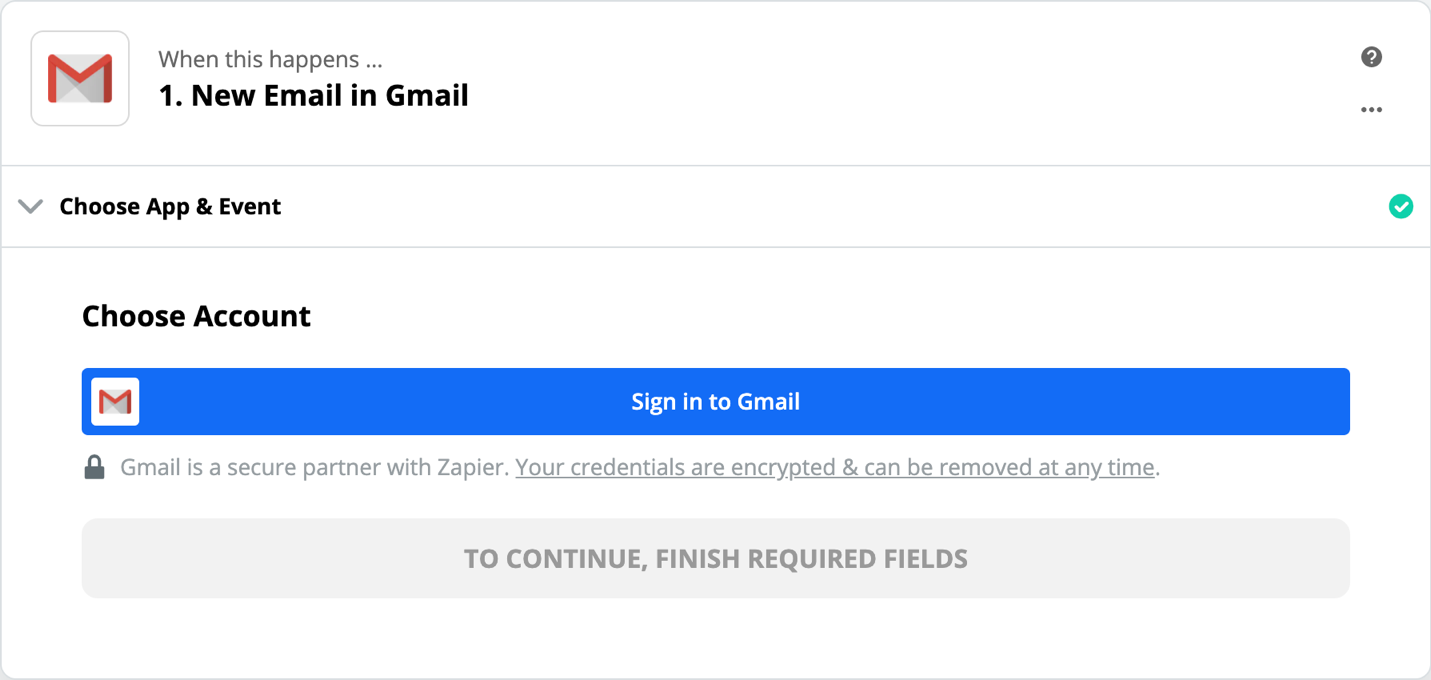 When this happens ...
1. New Email in Gmail
Choose App & Event
Choose Account
Sign in to Gmail
Gmail is a secure partner with Zapier. Your credentials are encrypted & can be removed at any time.
TO CONTINUE, FINISH REQUIRED FIELDS